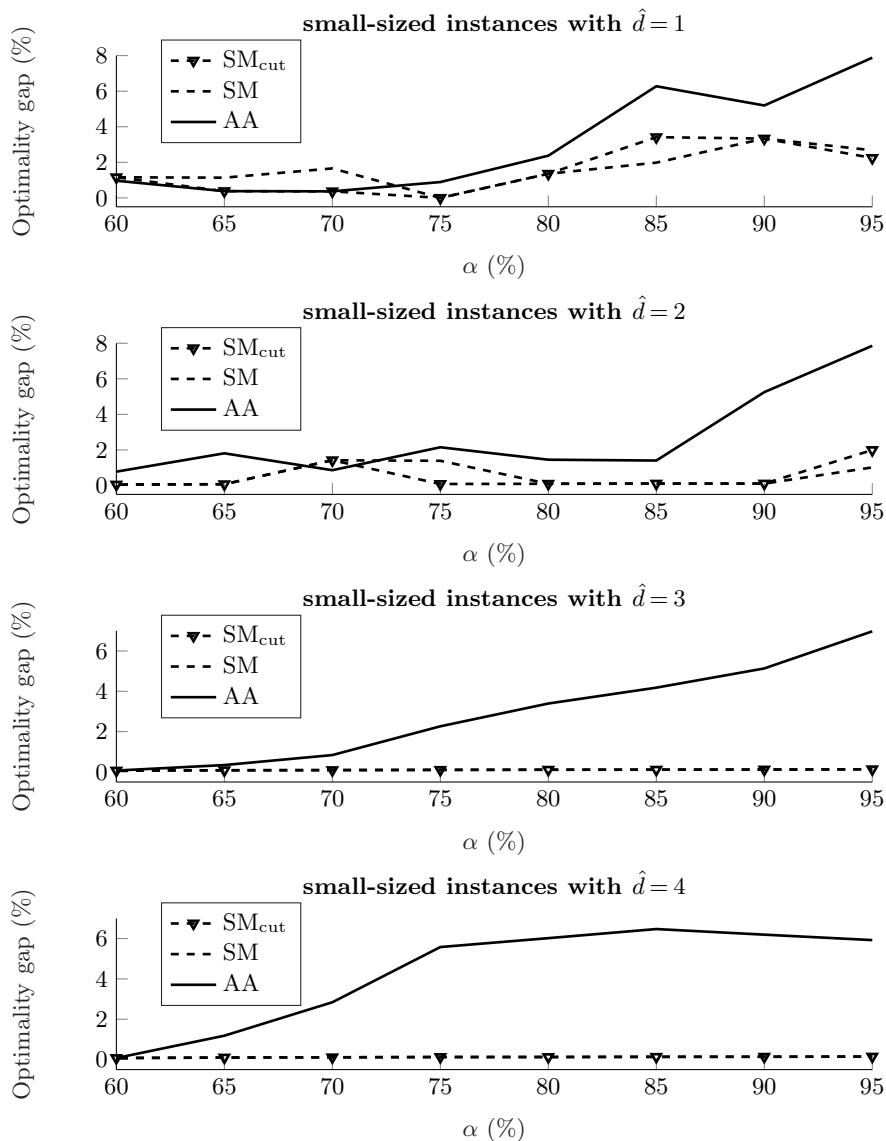 small-sized instances with d̂ = 1
Optimality gap (%)
8
6
4
2
0
SM_cut
SM
AA
60 65 70 75 80 85 90 95
α (%)
small-sized instances with d̂ = 2
Optimality gap (%)
8
6
4
2
0
SM_cut
SM
AA
60 65 70 75 80 85 90 95
α (%)
small-sized instances with d̂ = 3
Optimality gap (%)
6
4
2
0
SM_cut
SM
AA
60 65 70 75 80 85 90 95
α (%)
small-sized instances with d̂ = 4
Optimality gap (%)
6
4
2
0
SM_cut
SM
AA
60 65 70 75 80 85 90 95
α (%)